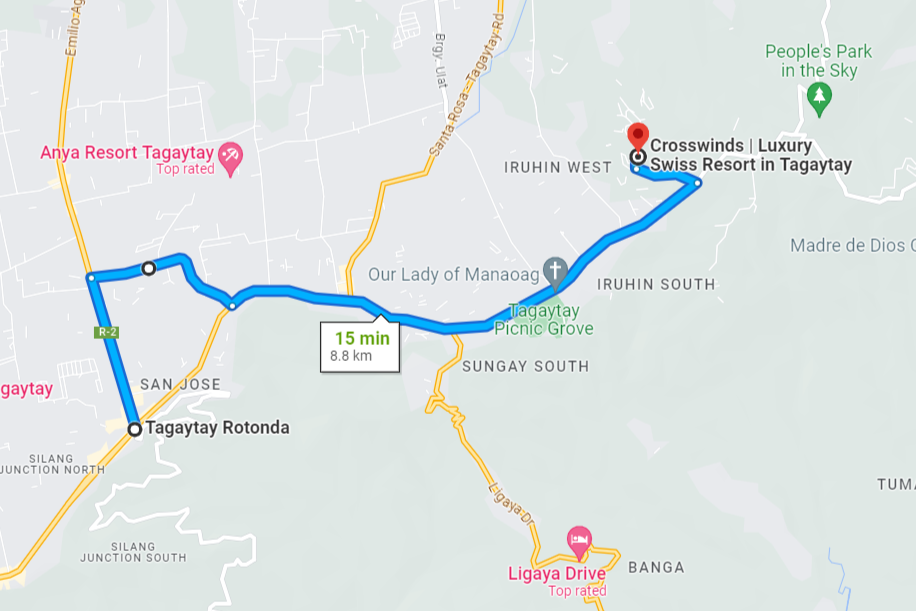 Emilio Ag
Brgy. Ulat
Santa Rosa - Tagaytay Rd
People's Park
in the Sky
Anya Resort Tagaytay
Top rated
IRUHIN WEST
Crosswinds | Luxury
Swiss Resort in Tagaytay
Madre de Dios C
Our Lady of Manaoag
IRUHIN SOUTH
Tagaytay
Picnic Grove
R-2
15 min
8.8 km
SUNGAY SOUTH
gaytay
SAN JOSE
Tagaytay Rotonda
SILANG
JUNCTION NORTH
TUMA
Ligaya Dr
SILANG
JUNCTION SOUTH
Ligaya Drive
Top rated
BANGA